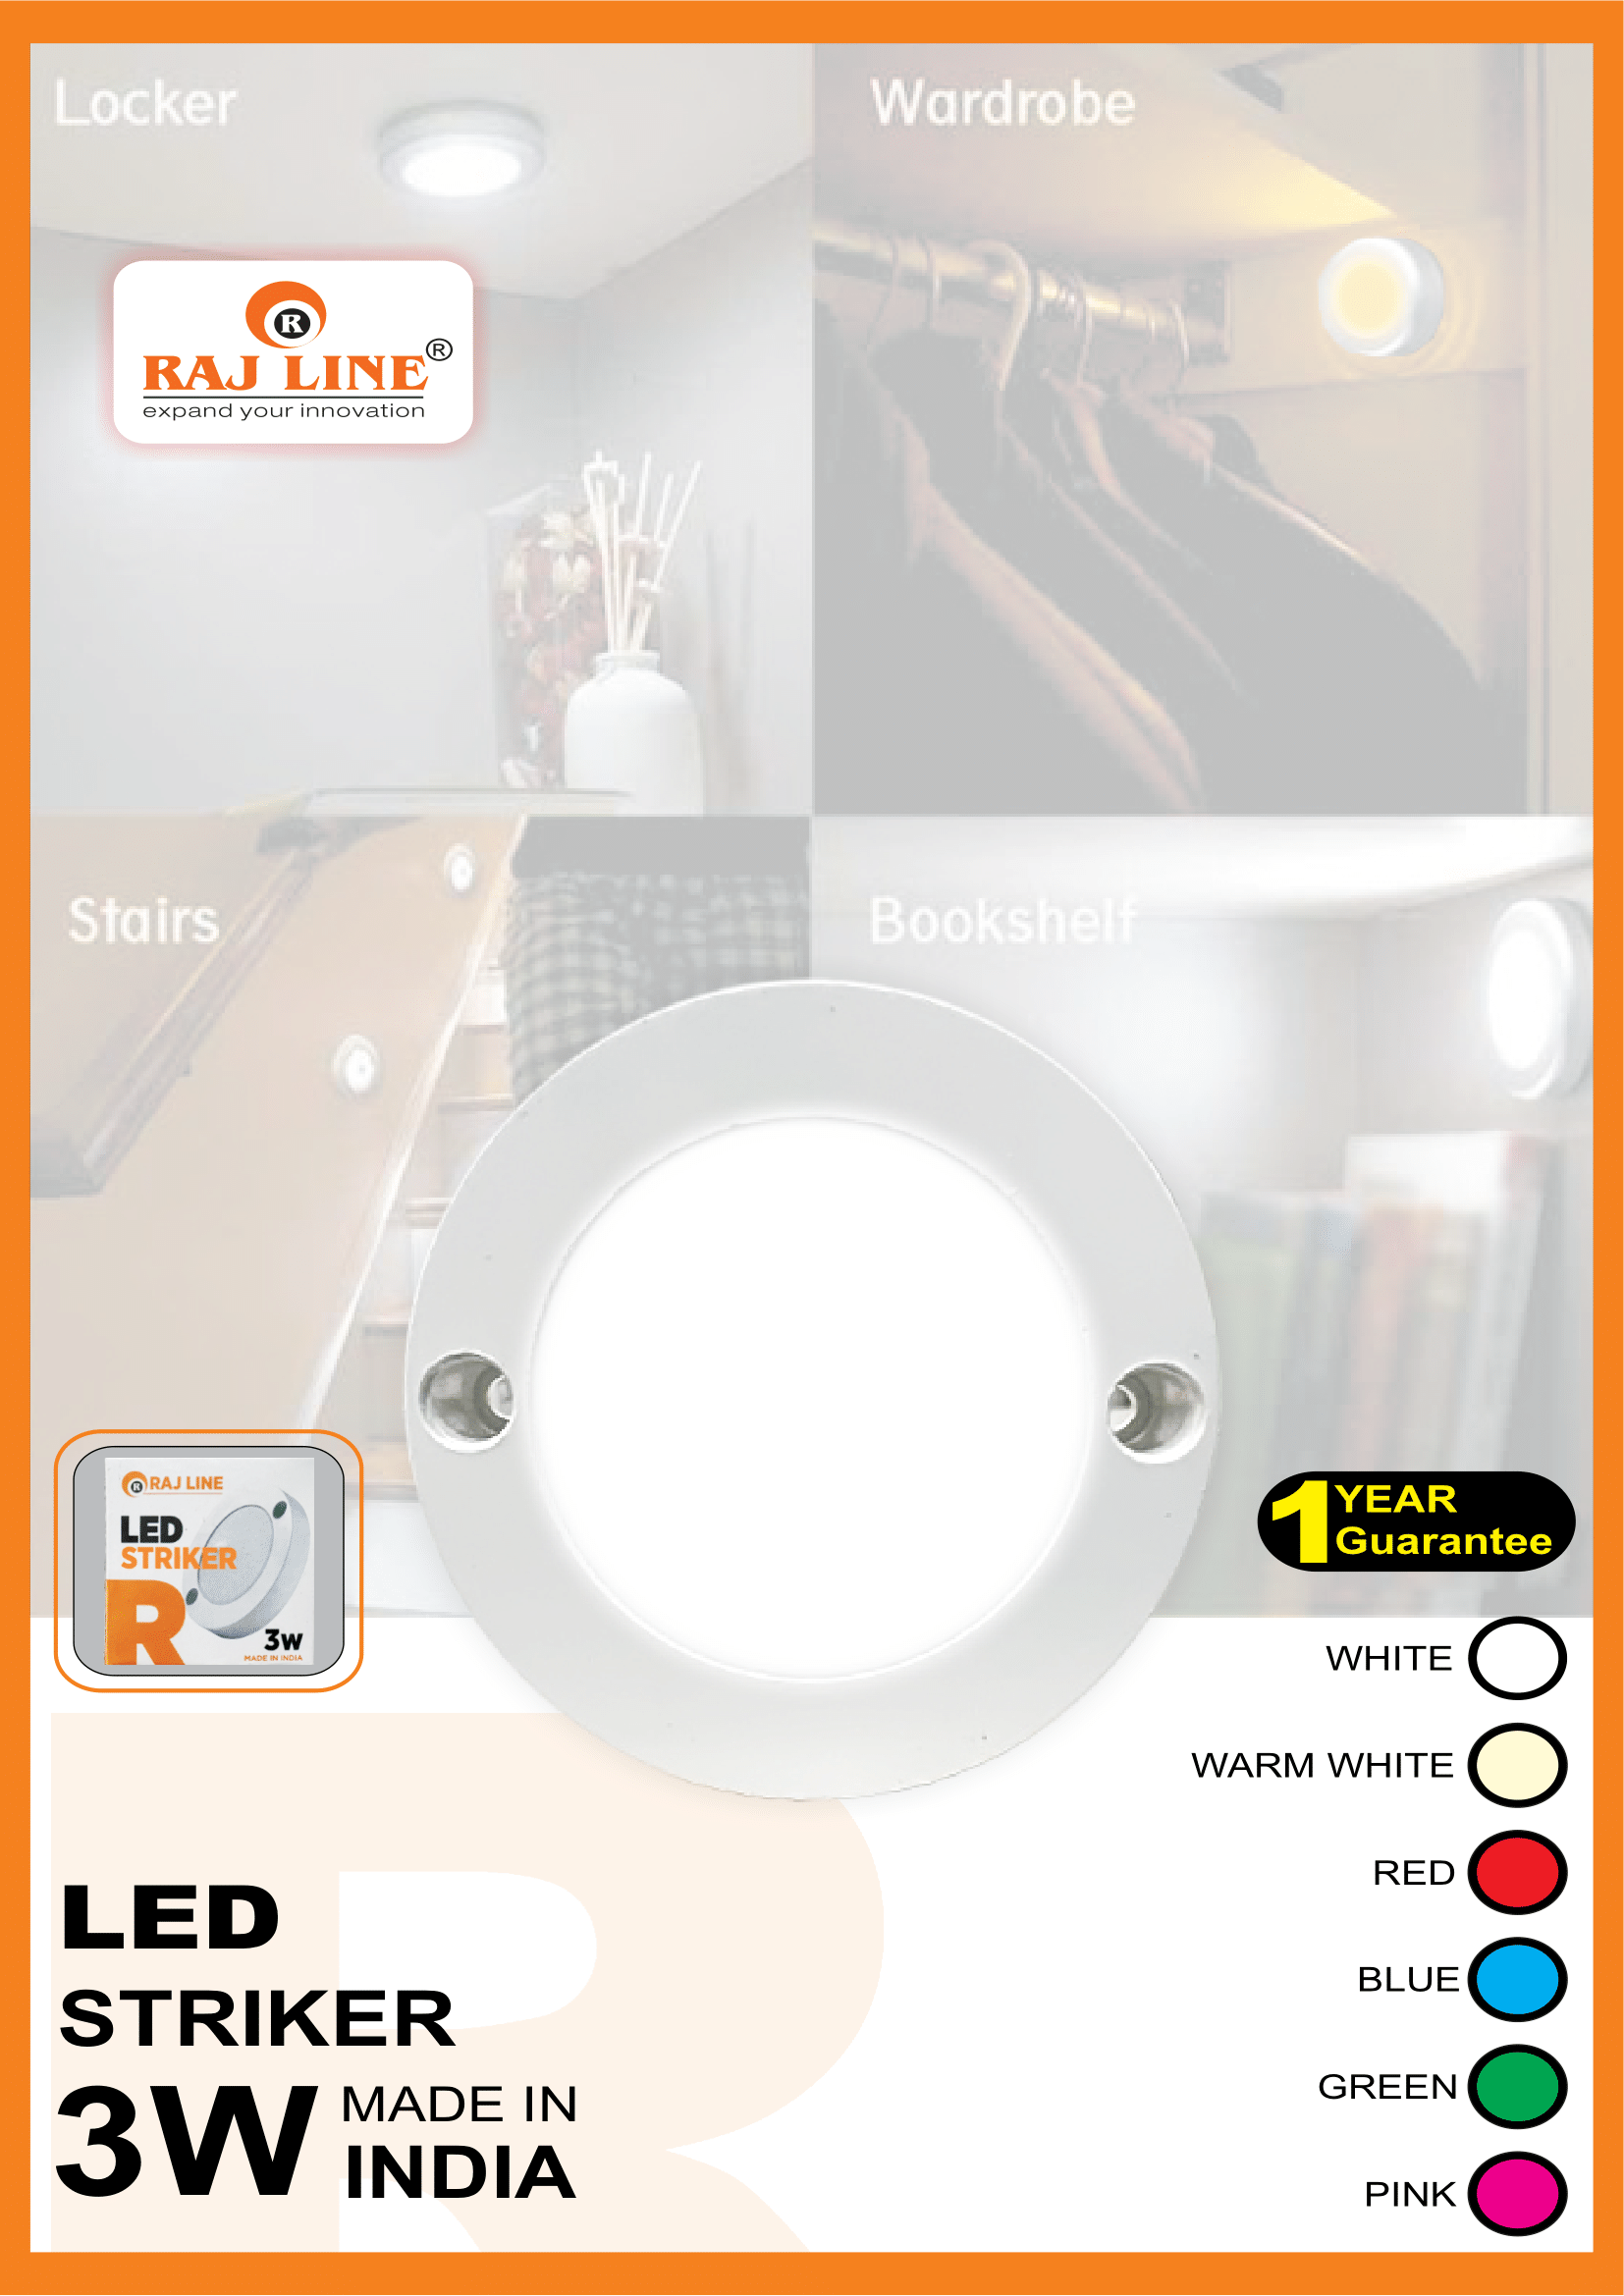 Locker
Wardrobe
R
RAJ LINE®
expand your innovation
Stairs
Bookshelf
R RAJ LINE
LED
STRIKER
R
3W
MADE IN INDIA
1 YEAR
Guarantee
WHITE
WARM WHITE
RED
BLUE
GREEN
PINK
R
LED
STRIKER
3W MADE IN
INDIA